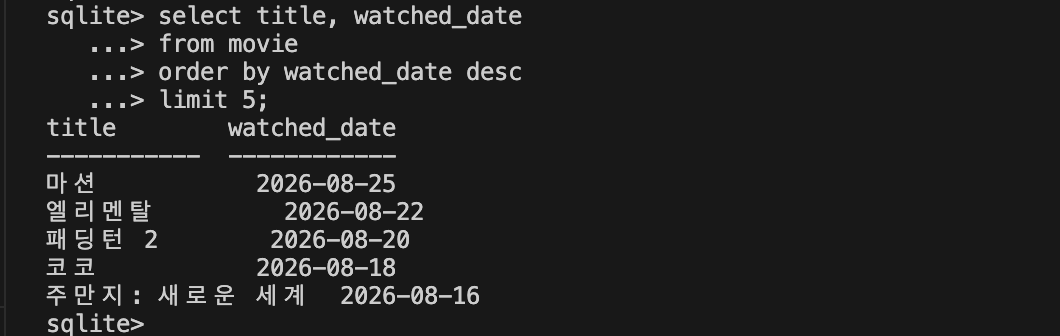 sqlite> select title, watched_date
   ...> from movie
   ...> order by watched_date desc
   ...> limit 5;
title        watched_date
-----------  ------------
마션           2026-08-25
엘리멘탈         2026-08-22
패딩턴 2        2026-08-20
코코           2026-08-18
주만지: 새로운 세계  2026-08-16
sqlite>